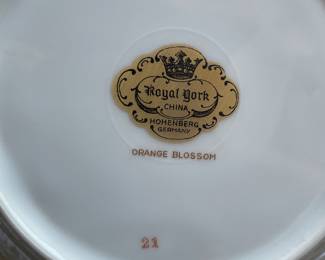 Royal York
CHINA
HOHENBERG
GERMANY
ORANGE BLOSSOM
21